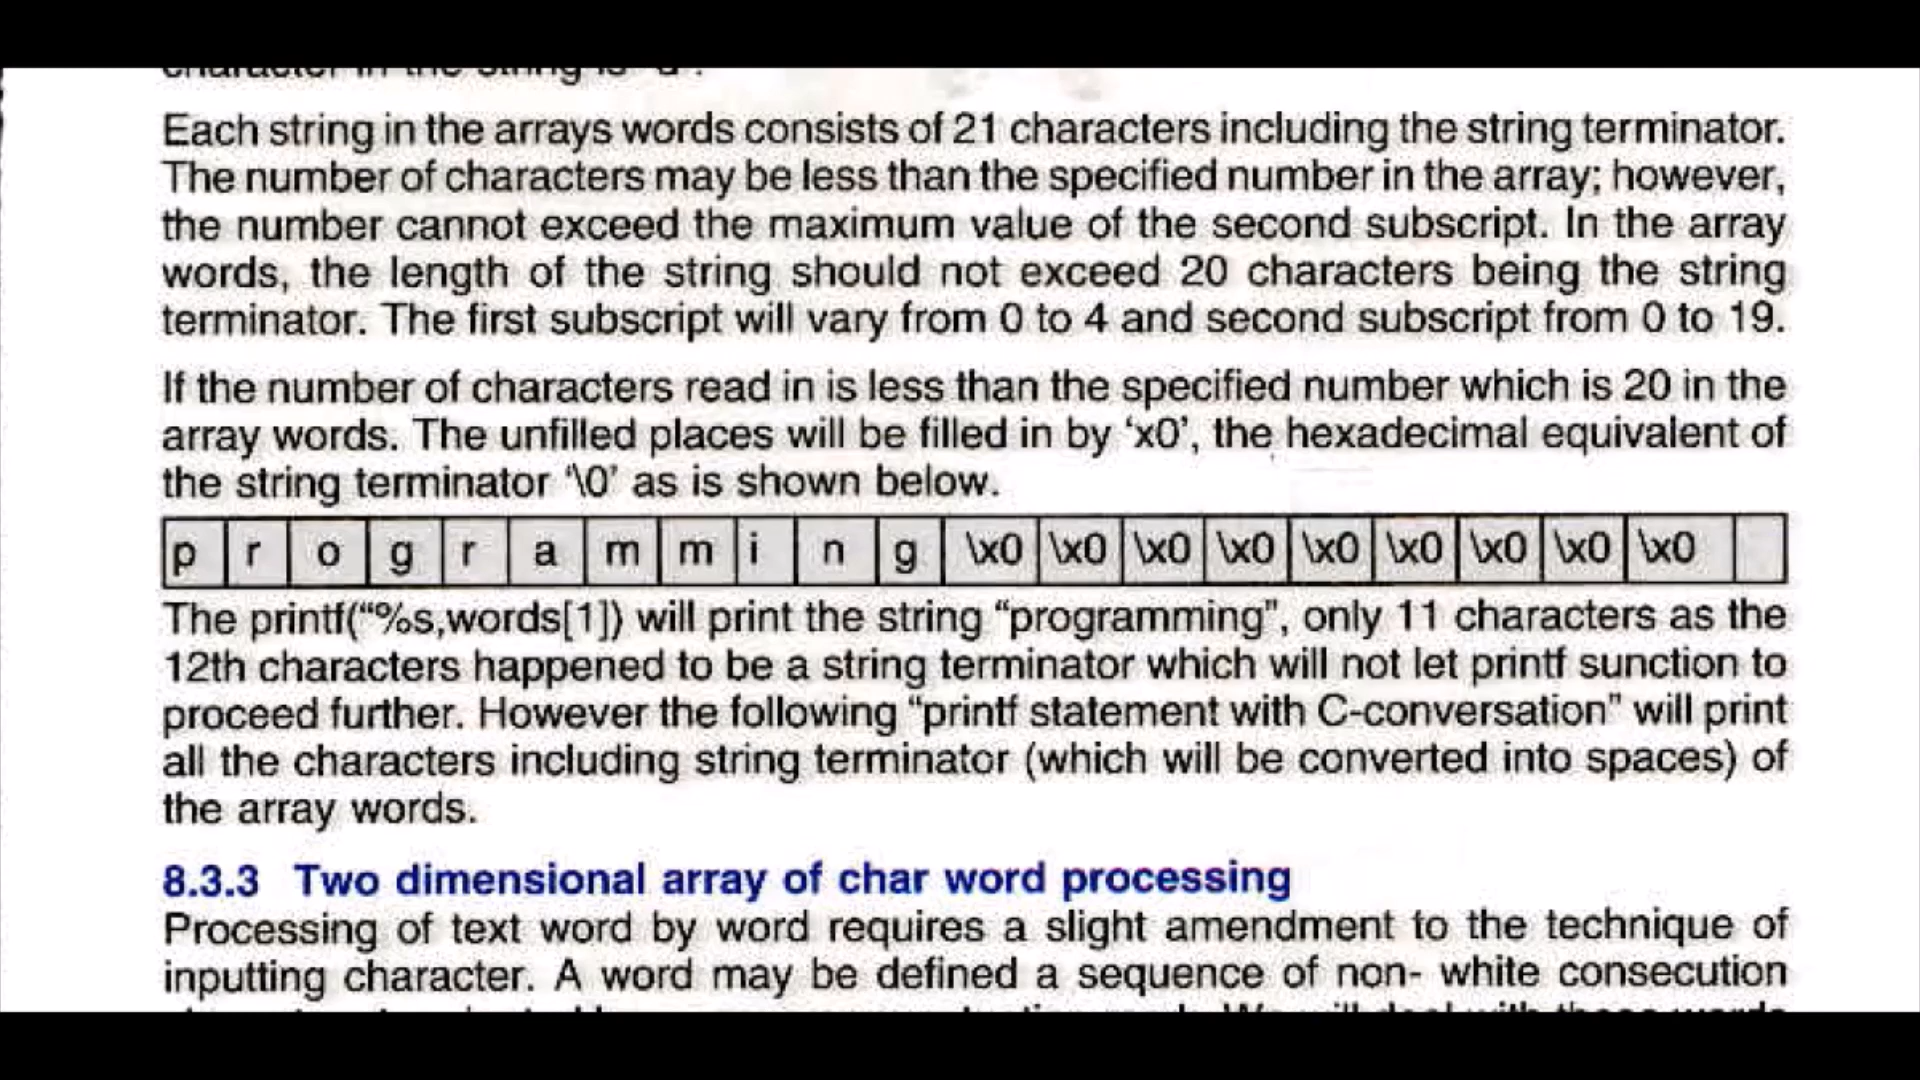 character in the string is 'd'.
Each string in the arrays words consists of 21 characters including the string terminator.
The number of characters may be less than the specified number in the array; however,
the number cannot exceed the maximum value of the second subscript. In the array
words, the length of the string should not exceed 20 characters being the string
terminator. The first subscript will vary from 0 to 4 and second subscript from 0 to 19.
If the number of characters read in is less than the specified number which is 20 in the
array words. The unfilled places will be filled in by ‘x0’, the hexadecimal equivalent of
the string terminator ‘\0’ as is shown below.
p r o g r a m m i n g \x0 \x0 \x0 \x0 \x0 \x0 \x0 \x0 \x0
The printf(“%s,words[1]) will print the string “programming”, only 11 characters as the
12th characters happened to be a string terminator which will not let printf sunction to
proceed further. However the following “printf statement with C-conversation” will print
all the characters including string terminator (which will be converted into spaces) of
the array words.
8.3.3 Two dimensional array of char word processing
Processing of text word by word requires a slight amendment to the technique of
inputting character. A word may be defined a sequence of non- white consecution
We will deal with these words